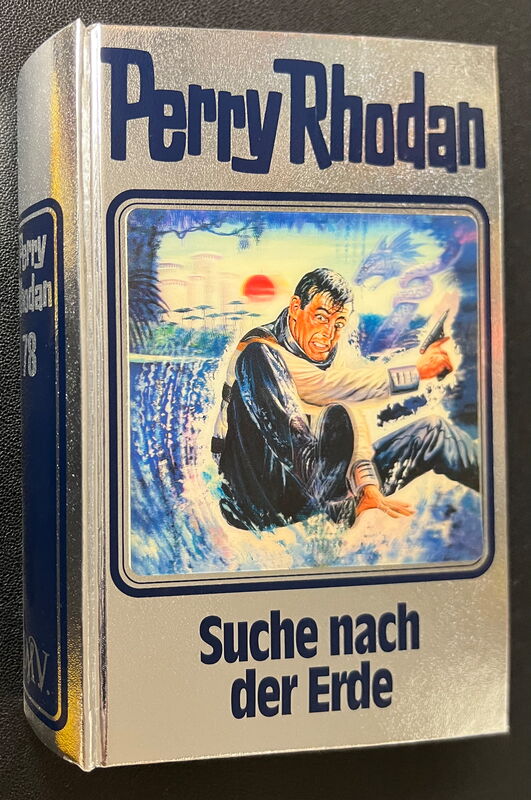 Perry Rhodan
Suche nach
der Erde
Perry
Rhodan
78